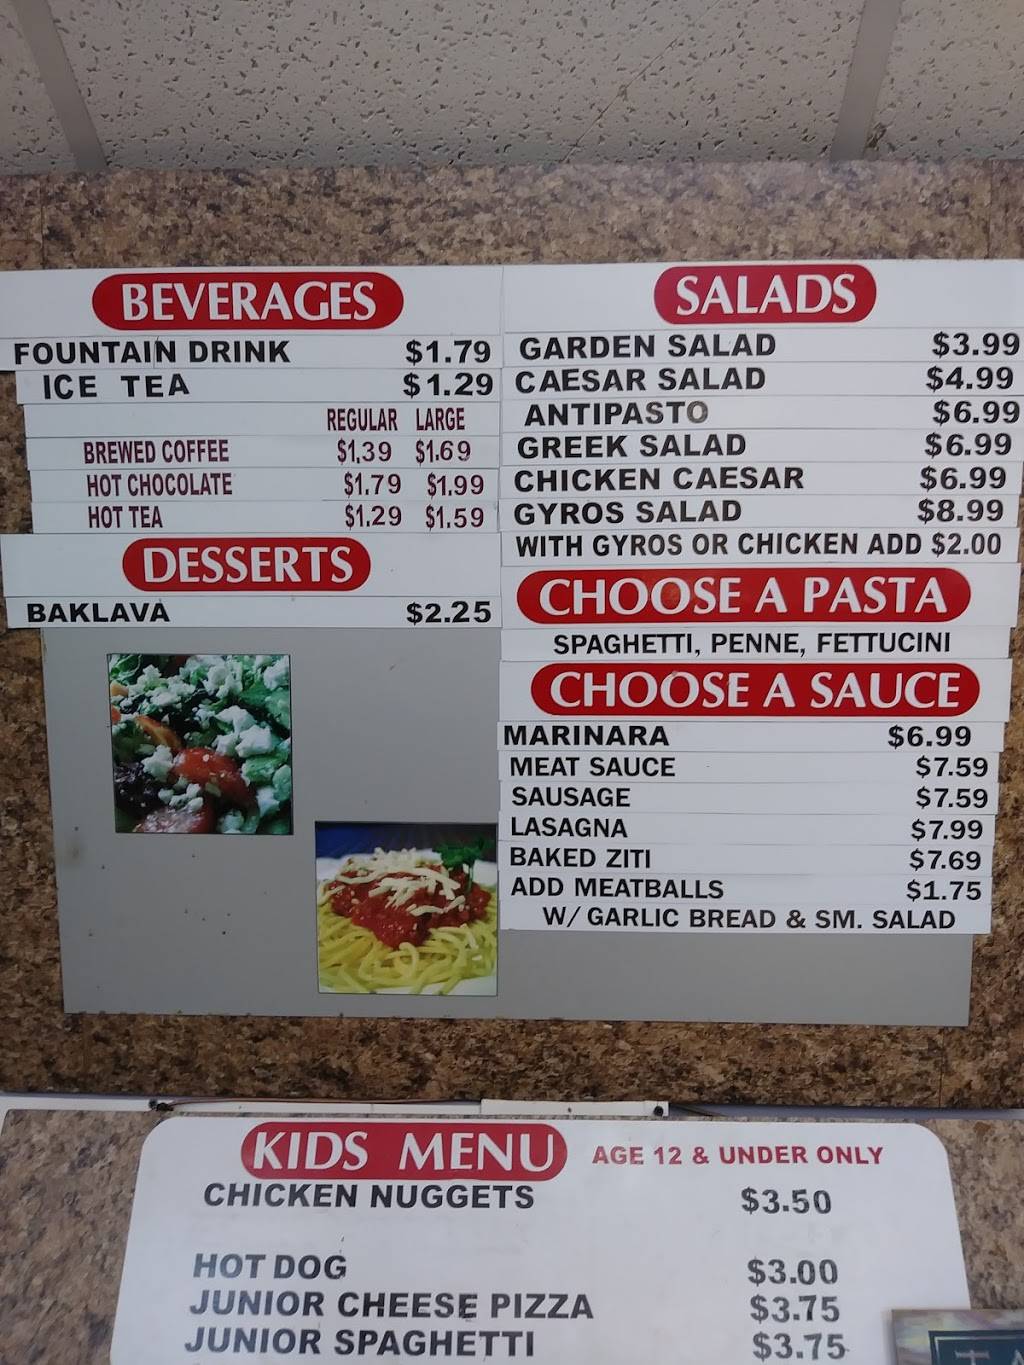 BEVERAGES
FOUNTAIN DRINK $1.79
ICE TEA $1.29
REGULAR LARGE
BREWED COFFEE $1,39 $1.69
HOT CHOCOLATE $1.79 $1.99
HOT TEA $1.29 $1.59
DESSERTS
BAKLAVA $2.25
SALADS
GARDEN SALAD $3.99
CAESAR SALAD $4.99
ANTIPASTO $6.99
GREEK SALAD $6.99
CHICKEN CAESAR $6.99
GYROS SALAD $8.99
WITH GYROS OR CHICKEN ADD $2.00
CHOOSE A PASTA
SPAGHETTI, PENNE, FETTUCINI
CHOOSE A SAUCE
MARINARA $6.99
MEAT SAUCE $7.59
SAUSAGE $7.59
LASAGNA $7.99
BAKED ZITI $7.69
ADD MEATBALLS $1.75
W/ GARLIC BREAD & SM. SALAD
KIDS MENU AGE 12 & UNDER ONLY
CHICKEN NUGGETS $3.50
HOT DOG $3.00
JUNIOR CHEESE PIZZA $3.75
JUNIOR SPAGHETTI $3.75